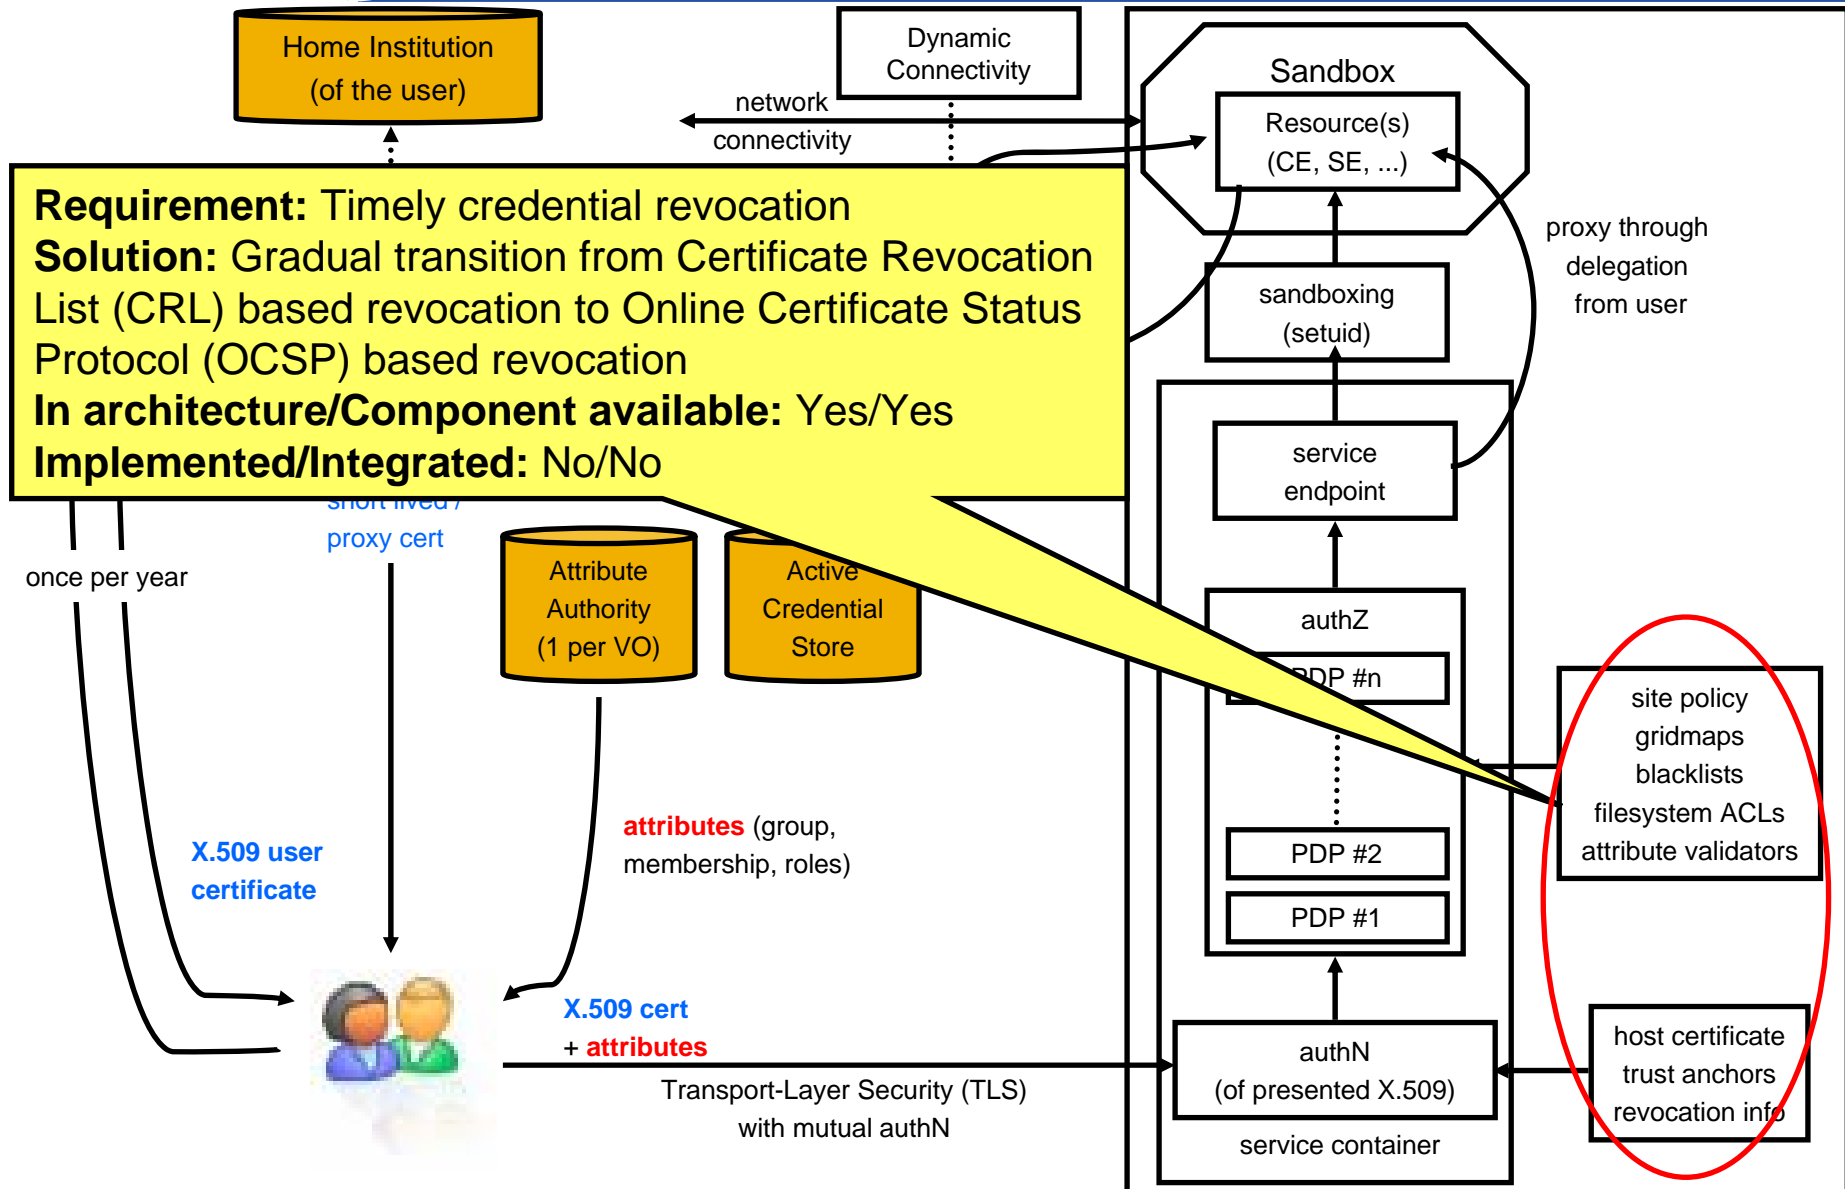 Home Institution
(of the user)
Dynamic
Connectivity
network
connectivity
Sandbox
Resource(s)
(CE, SE, ...)
proxy through
delegation
from user
Requirement: Timely credential revocation
Solution: Gradual transition from Certificate Revocation
List (CRL) based revocation to Online Certificate Status
Protocol (OCSP) based revocation
In architecture/Component available: Yes/Yes
Implemented/Integrated: No/No
sandboxing
(setuid)
service
endpoint
short lived /
proxy cert
once per year
Attribute
Authority
(1 per VO)
Active
Credential
Store
authZ
PDP #n
PDP #2
PDP #1
site policy
gridmaps
blacklists
filesystem ACLs
attribute validators
attributes (group,
membership, roles)
X.509 user
certificate
X.509 cert
+ attributes
Transport-Layer Security (TLS)
with mutual authN
authN
(of presented X.509)
service container
host certificate
trust anchors
revocation info